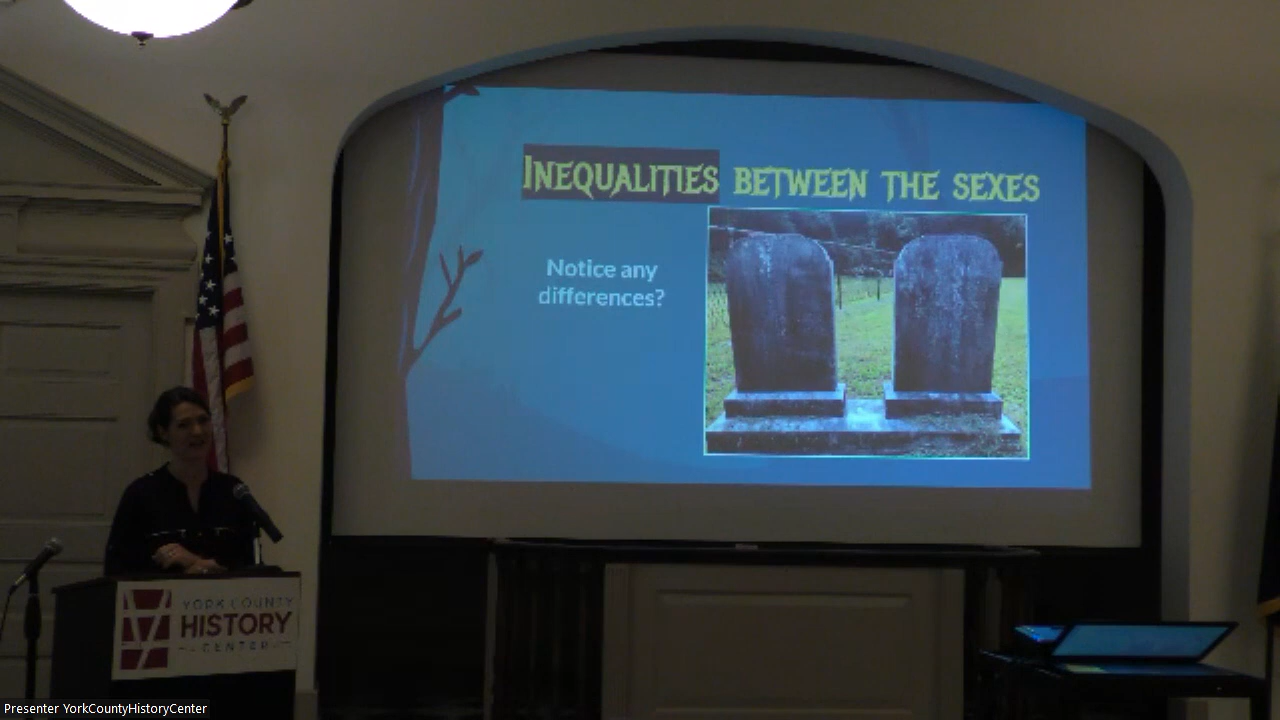 INEQUALITIES BETWEEN THE SEXES
Notice any
differences?
YORK COUNTY
HISTORY
CENTER
Presenter YorkCountyHistoryCenter